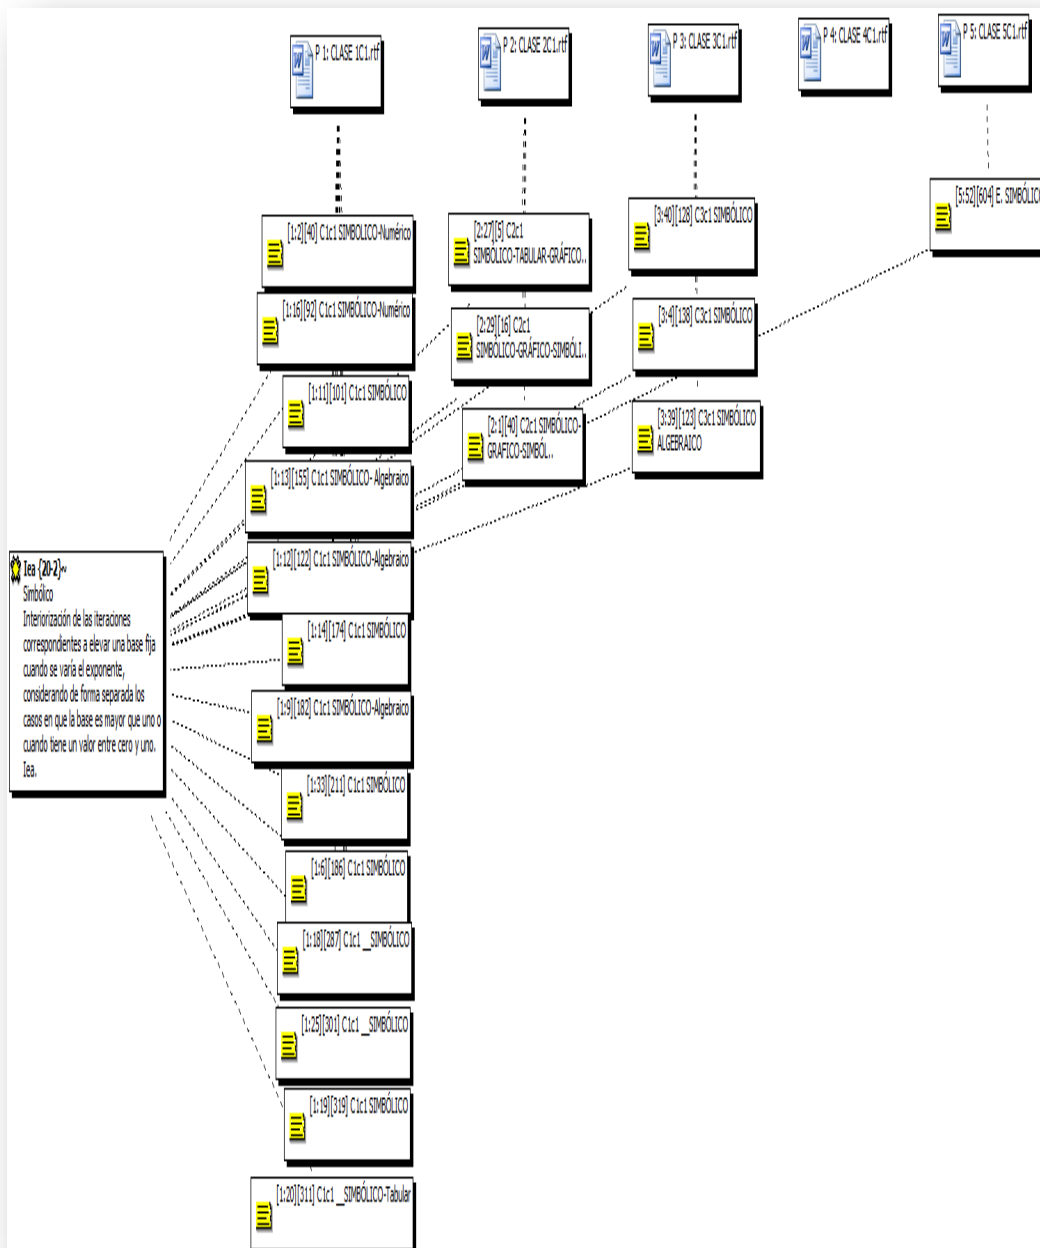 P 1: CLASE 1C1.rtf
P 2: CLASE 2C1.rtf
P 3: CLASE 3C1.rtf
P 4: CLASE 4C1.rtf
P 5: CLASE 5C1.rtf
[1:2][40] C1c1 SIMBÓLICO-Numérico
[1:16][92] C1c1 SIMBÓLICO-Numérico
[1:11][101] C1c1 SIMBÓLICO
[1:13][155] C1c1 SIMBÓLICO- Algebraico
[1:12][122] C1c1 SIMBÓLICO-Algebraico
[1:14][174] C1c1 SIMBÓLICO
[1:9][182] C1c1 SIMBÓLICO-Algebraico
[1:33][211] C1c1 SIMBÓLICO
[1:6][186] C1c1 SIMBÓLICO
[1:18][287] C1c1 __SIMBÓLICO
[1:25][301] C1c1 __SIMBÓLICO
[1:19][319] C1c1 SIMBÓLICO
[1:20][311] C1c1 __SIMBÓLICO-Tabular
[2:27][5] C2c1
SIMBÓLICO-TABULAR-GRÁFICO..
[2:29][16] C2c1
SIMBÓLICO-GRÁFICO-SIMBÓLI..
[2:1][40] C2c1 SIMBÓLICO-
GRAFICO-SIMBÓL..
[3:40][128] C3c1 SIMBÓLICO
[3:4][138] C3c1 SIMBÓLICO
[3:39][123] C3c1 SIMBÓLICO
ALGEBRAICO
[5:52][604] E. SIMBÓLICO
Iea {20-2}~
Simbólico
Interiorización de las iteraciones
correspondientes a elevar una base fija
cuando se varía el exponente,
considerando de forma separada los
casos en que la base es mayor que uno o
cuando tiene un valor entre cero y uno.
Iea.